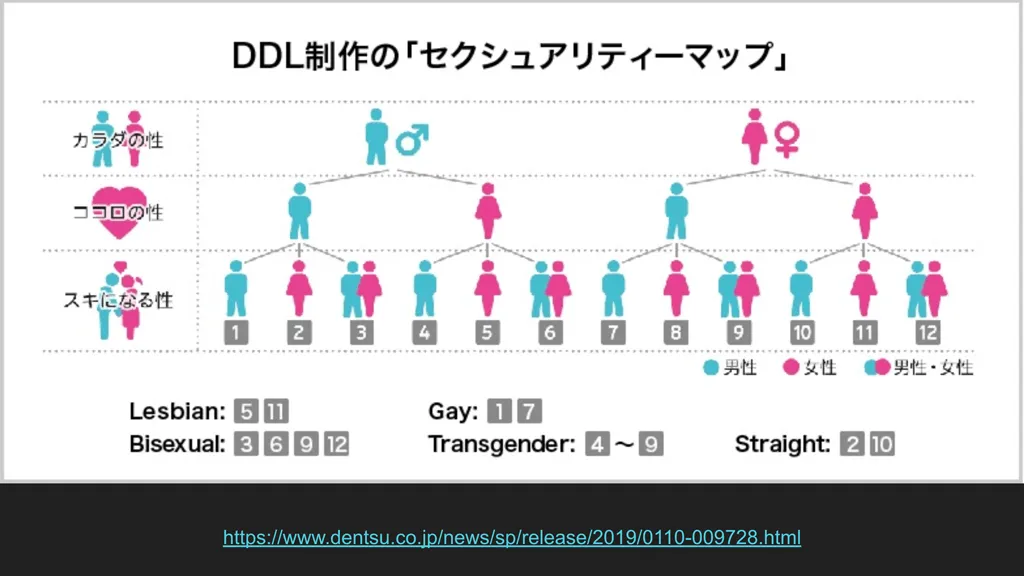 DDL制作の「セクシュアリティーマップ」
カラダの性
ココロの性
スキになる性
1 2 3 4 5 6 7 8 9 10 11 12
男性 女性 男性・女性
Lesbian: 5 11 Gay: 1 7
Bisexual: 3 6 9 12 Transgender: 4 〜 9 Straight: 2 10
https://www.dentsu.co.jp/news/sp/release/2019/0110-009728.html